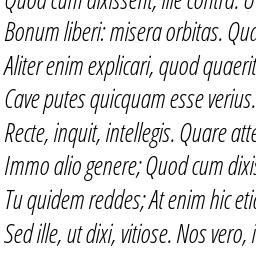 Quod cum dixissent, ille contra. U
Bonum liberi: misera orbitas. Qua
Aliter enim explicari, quod quaerit
Cave putes quicquam esse verius.
Recte, inquit, intellegis. Quare atte
Immo alio genere; Quod cum dixis
Tu quidem reddes; At enim hic etia
Sed ille, ut dixi, vitiose. Nos vero, i